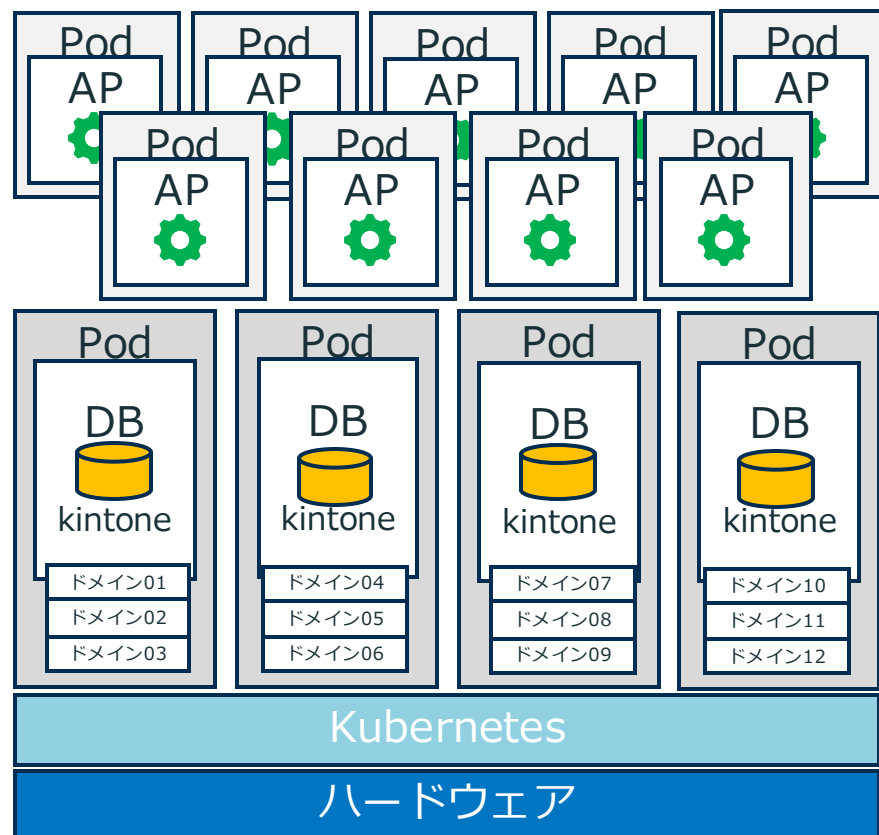 Pod Pod Pod Pod Pod
AP AP AP AP AP
Pod Pod Pod Pod
AP AP AP AP
Pod Pod Pod Pod
DB DB DB DB
kintone kintone kintone kintone
ドメイン01 ドメイン04 ドメイン07 ドメイン10
ドメイン02 ドメイン05 ドメイン08 ドメイン11
ドメイン03 ドメイン06 ドメイン09 ドメイン12
Kubernetes
ハードウェア